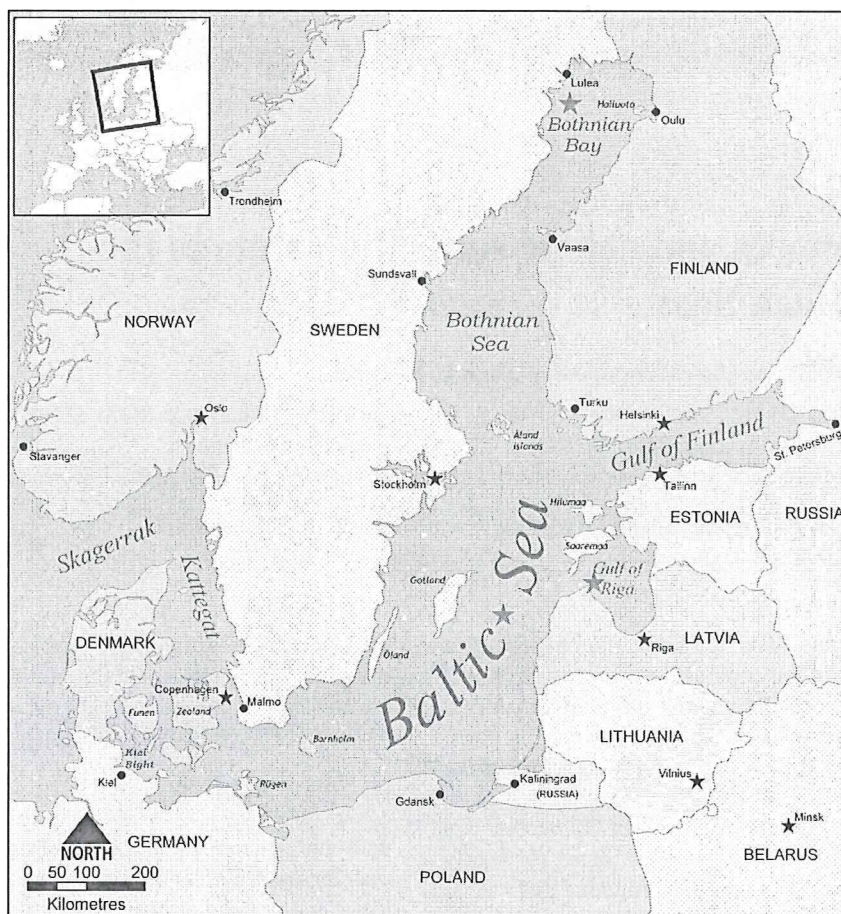 Lulea
Hailuoto
Oulu
Bothnian
Bay
Trondheim
Vaasa
FINLAND
Sundsvall
NORWAY
SWEDEN
Bothnian
Sea
Oslo
Turku
Helsinki
Stavanger
Åland
Islands
Gulf of Finland
St. Petersburg
Stockholm
Tallinn
Hiiumaa
ESTONIA
RUSSIA
Skagerrak
Saaremaa
Kattegat
Gotland
Gulf of
Riga
Baltic Sea
DENMARK
Öland
Riga
LATVIA
Copenhagen
Malmo
Funen
Zealand
Bornholm
LITHUANIA
Kiel
Bight
Kiel
Rügen
Kaliningrad
(RUSSIA)
Vilnius
Gdansk
Minsk
GERMANY
NORTH
BELARUS
0 50 100 200
POLAND
Kilometres